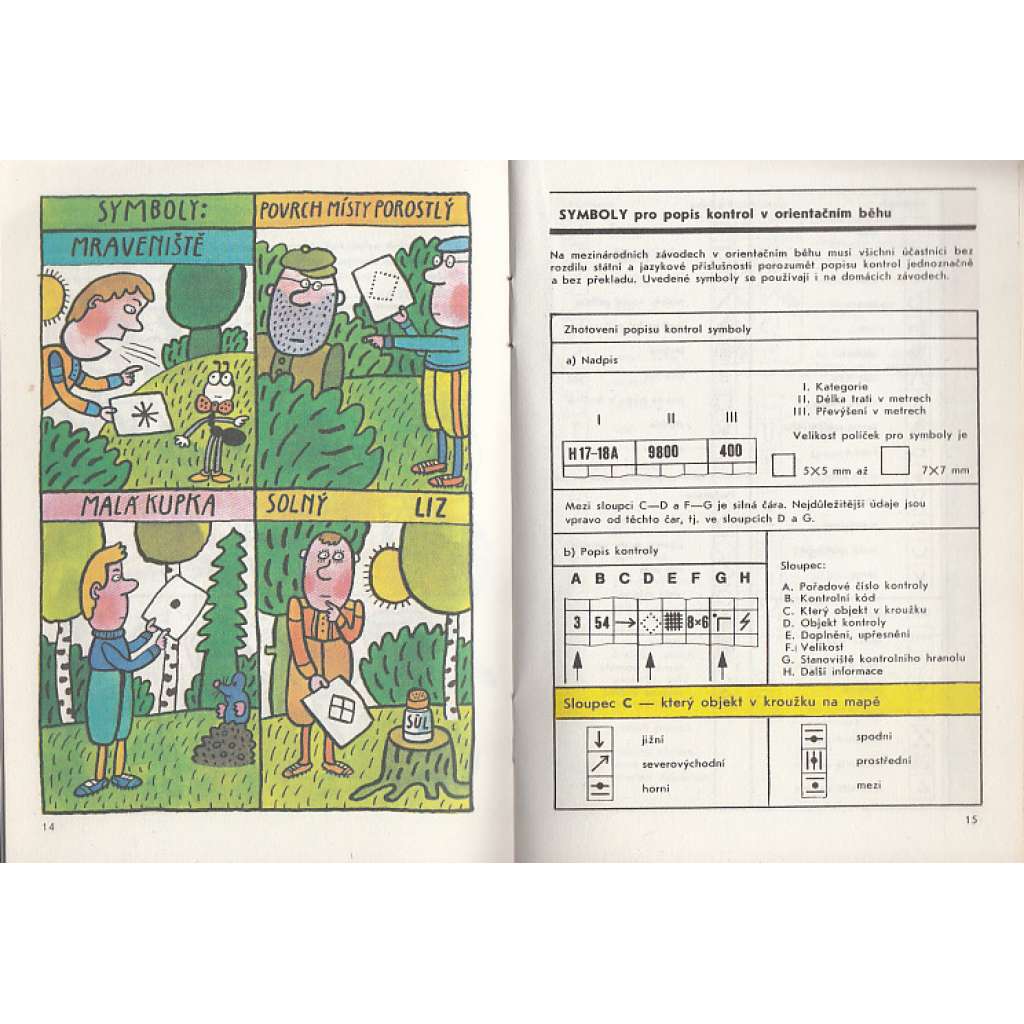 SYMBOLY:
MRAVENIŠTĚ
POVRCH MÍSTY POROSTLÝ
MALÁ KUPKA
SOLNÝ LIZ
SŮL
14
SYMBOLY pro popis kontrol v orientačním běhu
Na mezinárodních závodech v orientačním běhu musí všichni účastníci bez
rozdílu státní a jazykové příslušnosti porozumět popisu kontrol jednoznačně
a bez překladu. Uvedené symboly se používají i na domácích závodech.
Zhotovení popisu kontrol symboly
a) Nadpis
I II III
H17–18A 9800 400
I. Kategorie
II. Délka trati v metrech
III. Převýšení v metrech
Velikost políček pro symboly je
5X5 mm až 7X7 mm
Mezi sloupci C—D a F—G je silná čára. Nejdůležitější údaje jsou
vpravo od těchto čar, tj. ve sloupcích D a G.
b) Popis kontroly
A B C D E F G H
3 54 8×6
Sloupec:
A. Pořadové číslo kontroly
B. Kontrolní kód
C. Který objekt v kroužku
D. Objekt kontroly
E. Doplnění, upřesnění
F. Velikost
G. Stanoviště kontrolního hranolu
H. Další informace
Sloupec C — který objekt v kroužku na mapě
jižní
severovýchodní
horní
spodní
prostřední
mezi
15